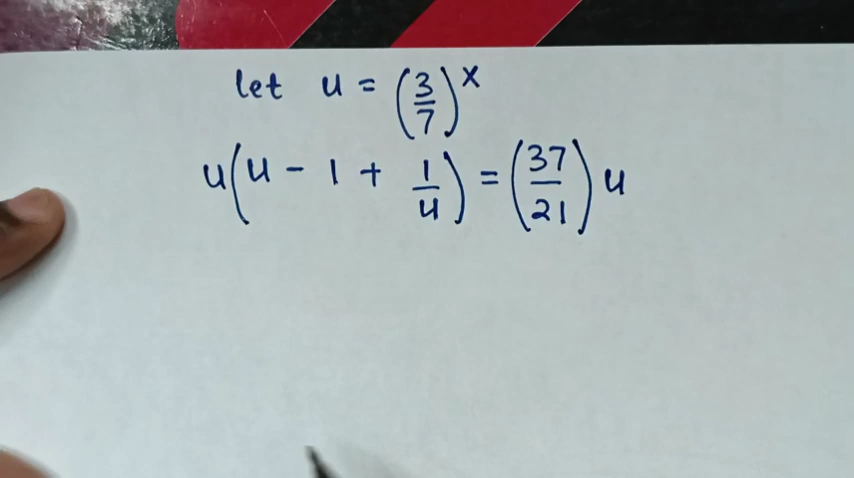 let u = (3/7)^x
u(u - 1 + 1/u) = (37/21) u